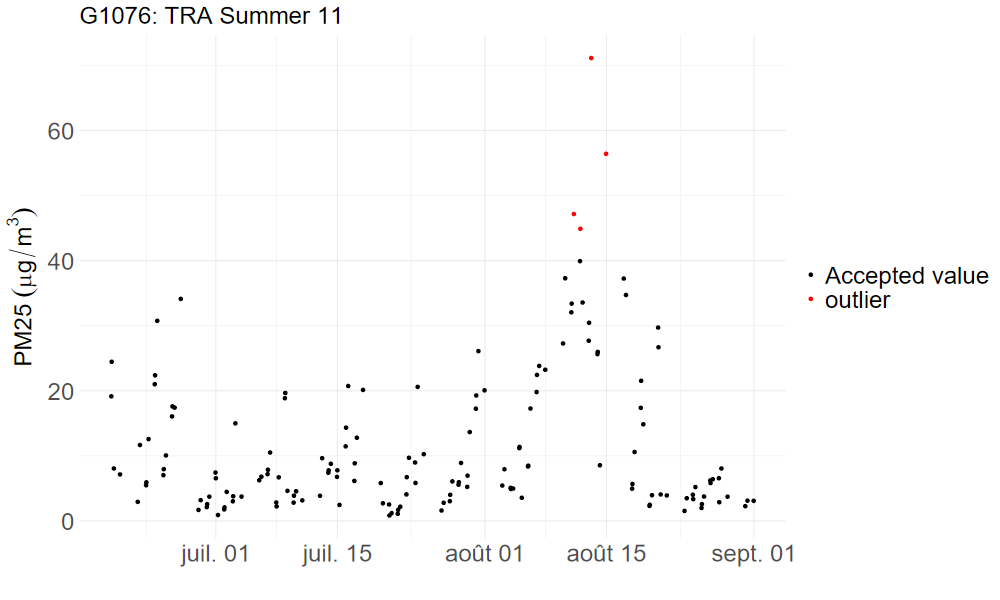 G1076: TRA Summer 11
PM25 (μg/m³)
60
40
20
0
juil. 01
juil. 15
août 01
août 15
sept. 01
Accepted value
outlier